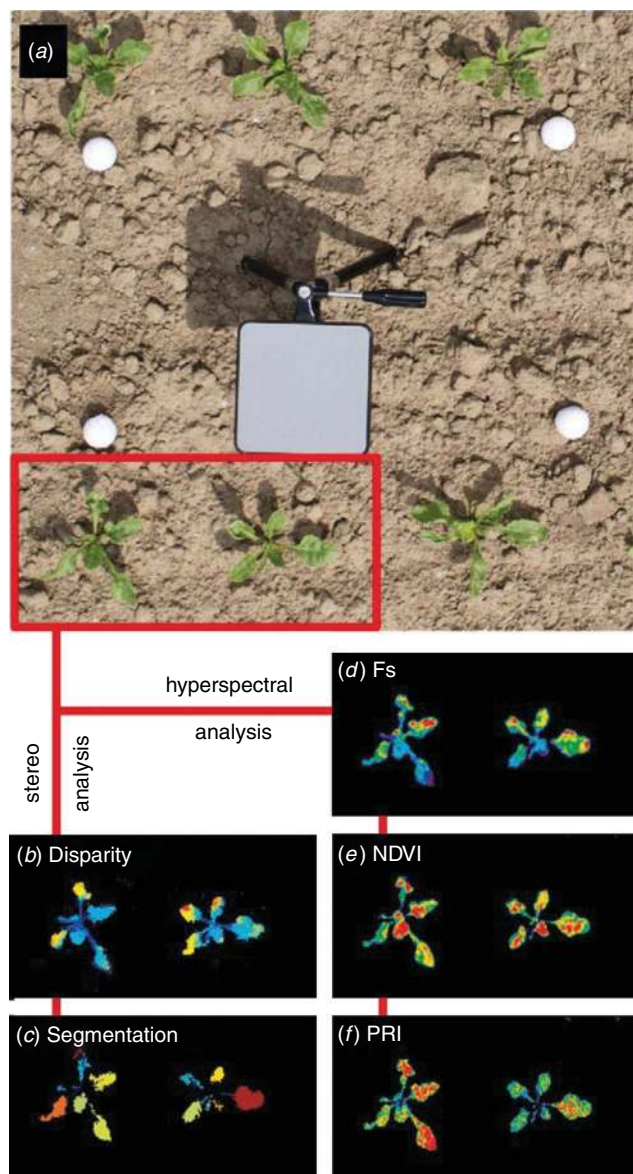 (a)
hyperspectral
analysis
stereo
analysis
(b) Disparity
(c) Segmentation
(d) Fs
(e) NDVI
(f) PRI